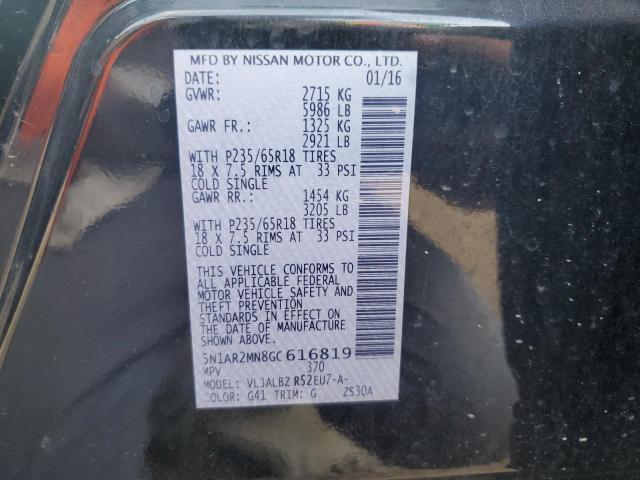 MFD BY NISSAN MOTOR CO., LTD.
DATE: 01/16
GVWR: 2715 KG
5986 LB
GAWR FR.: 1325 KG
2921 LB
WITH P235/65R18 TIRES
18 X 7.5 RIMS AT 33 PSI
COLD SINGLE
GAWR RR.: 1454 KG
3205 LB
WITH P235/65R18 TIRES
18 X 7.5 RIMS AT 33 PSI
COLD SINGLE
THIS VEHICLE CONFORMS TO
ALL APPLICABLE FEDERAL
MOTOR VEHICLE SAFETY AND
THEFT PREVENTION
STANDARDS IN EFFECT ON
THE DATE OF MANUFACTURE
SHOWN ABOVE.
5N1AR2MN8GC616819
MPV 370
MODEL: VLJALBZ R52EU7-A-
COLOR: G41 TRIM: G ZS30A